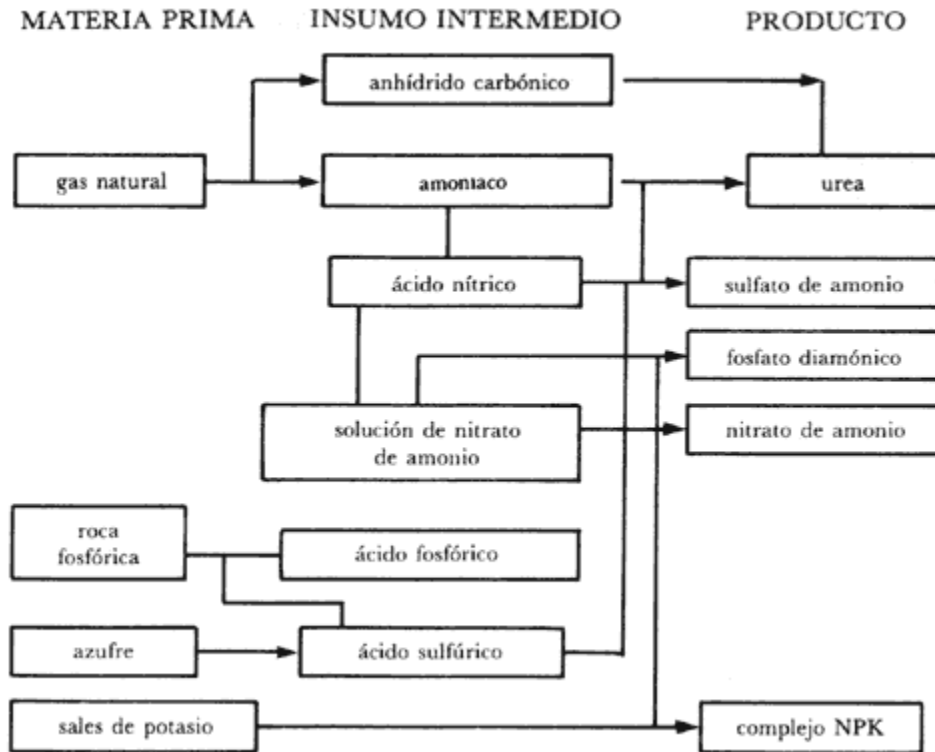 MATERIA PRIMA INSUMO INTERMEDIO PRODUCTO
anhídrido carbónico
gas natural amoniaco urea
ácido nítrico sulfato de amonio
fosfato diamónico
solución de nitrato
de amonio
nitrato de amonio
roca
fosfórica
ácido fosfórico
azufre ácido sulfúrico
sales de potasio complejo NPK